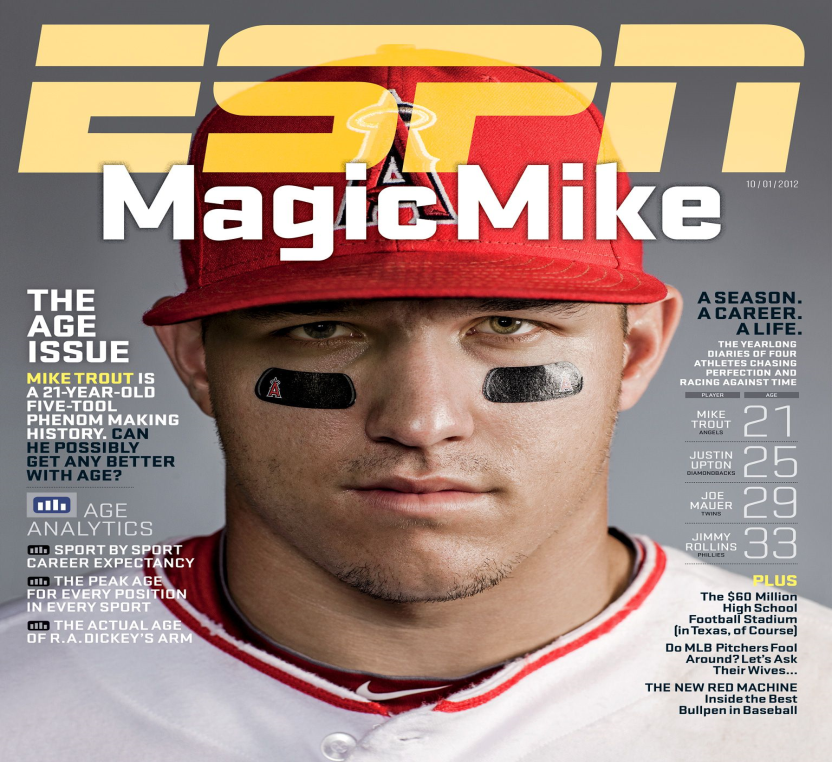 ESPN
Magic Mike
10/01/2012
THE
AGE
ISSUE
MIKE TROUT IS
A 21-YEAR-OLD
FIVE-TOOL
PHENOM MAKING
HISTORY. CAN
HE POSSIBLY
GET ANY BETTER
WITH AGE?
AGE
ANALYTICS
SPORT BY SPORT
CAREER EXPECTANCY
THE PEAK AGE
FOR EVERY POSITION
IN EVERY SPORT
THE ACTUAL AGE
OF R.A. DICKEY'S ARM
A SEASON.
A CAREER.
A LIFE.
THE YEARLONG
DIARIES OF FOUR
ATHLETES CHASING
PERFECTION AND
RACING AGAINST TIME
PLAYER AGE
MIKE
TROUT
ANGELS
21
JUSTIN
UPTON
DIAMONDBACKS
25
JOE
MAUER
TWINS
29
JIMMY
ROLLINS
PHILLIES
33
PLUS
The $60 Million
High School
Football Stadium
(in Texas, of Course)
Do MLB Pitchers Fool
Around? Let's Ask
Their Wives...
THE NEW RED MACHINE
Inside the Best
Bullpen in Baseball
A
A
A